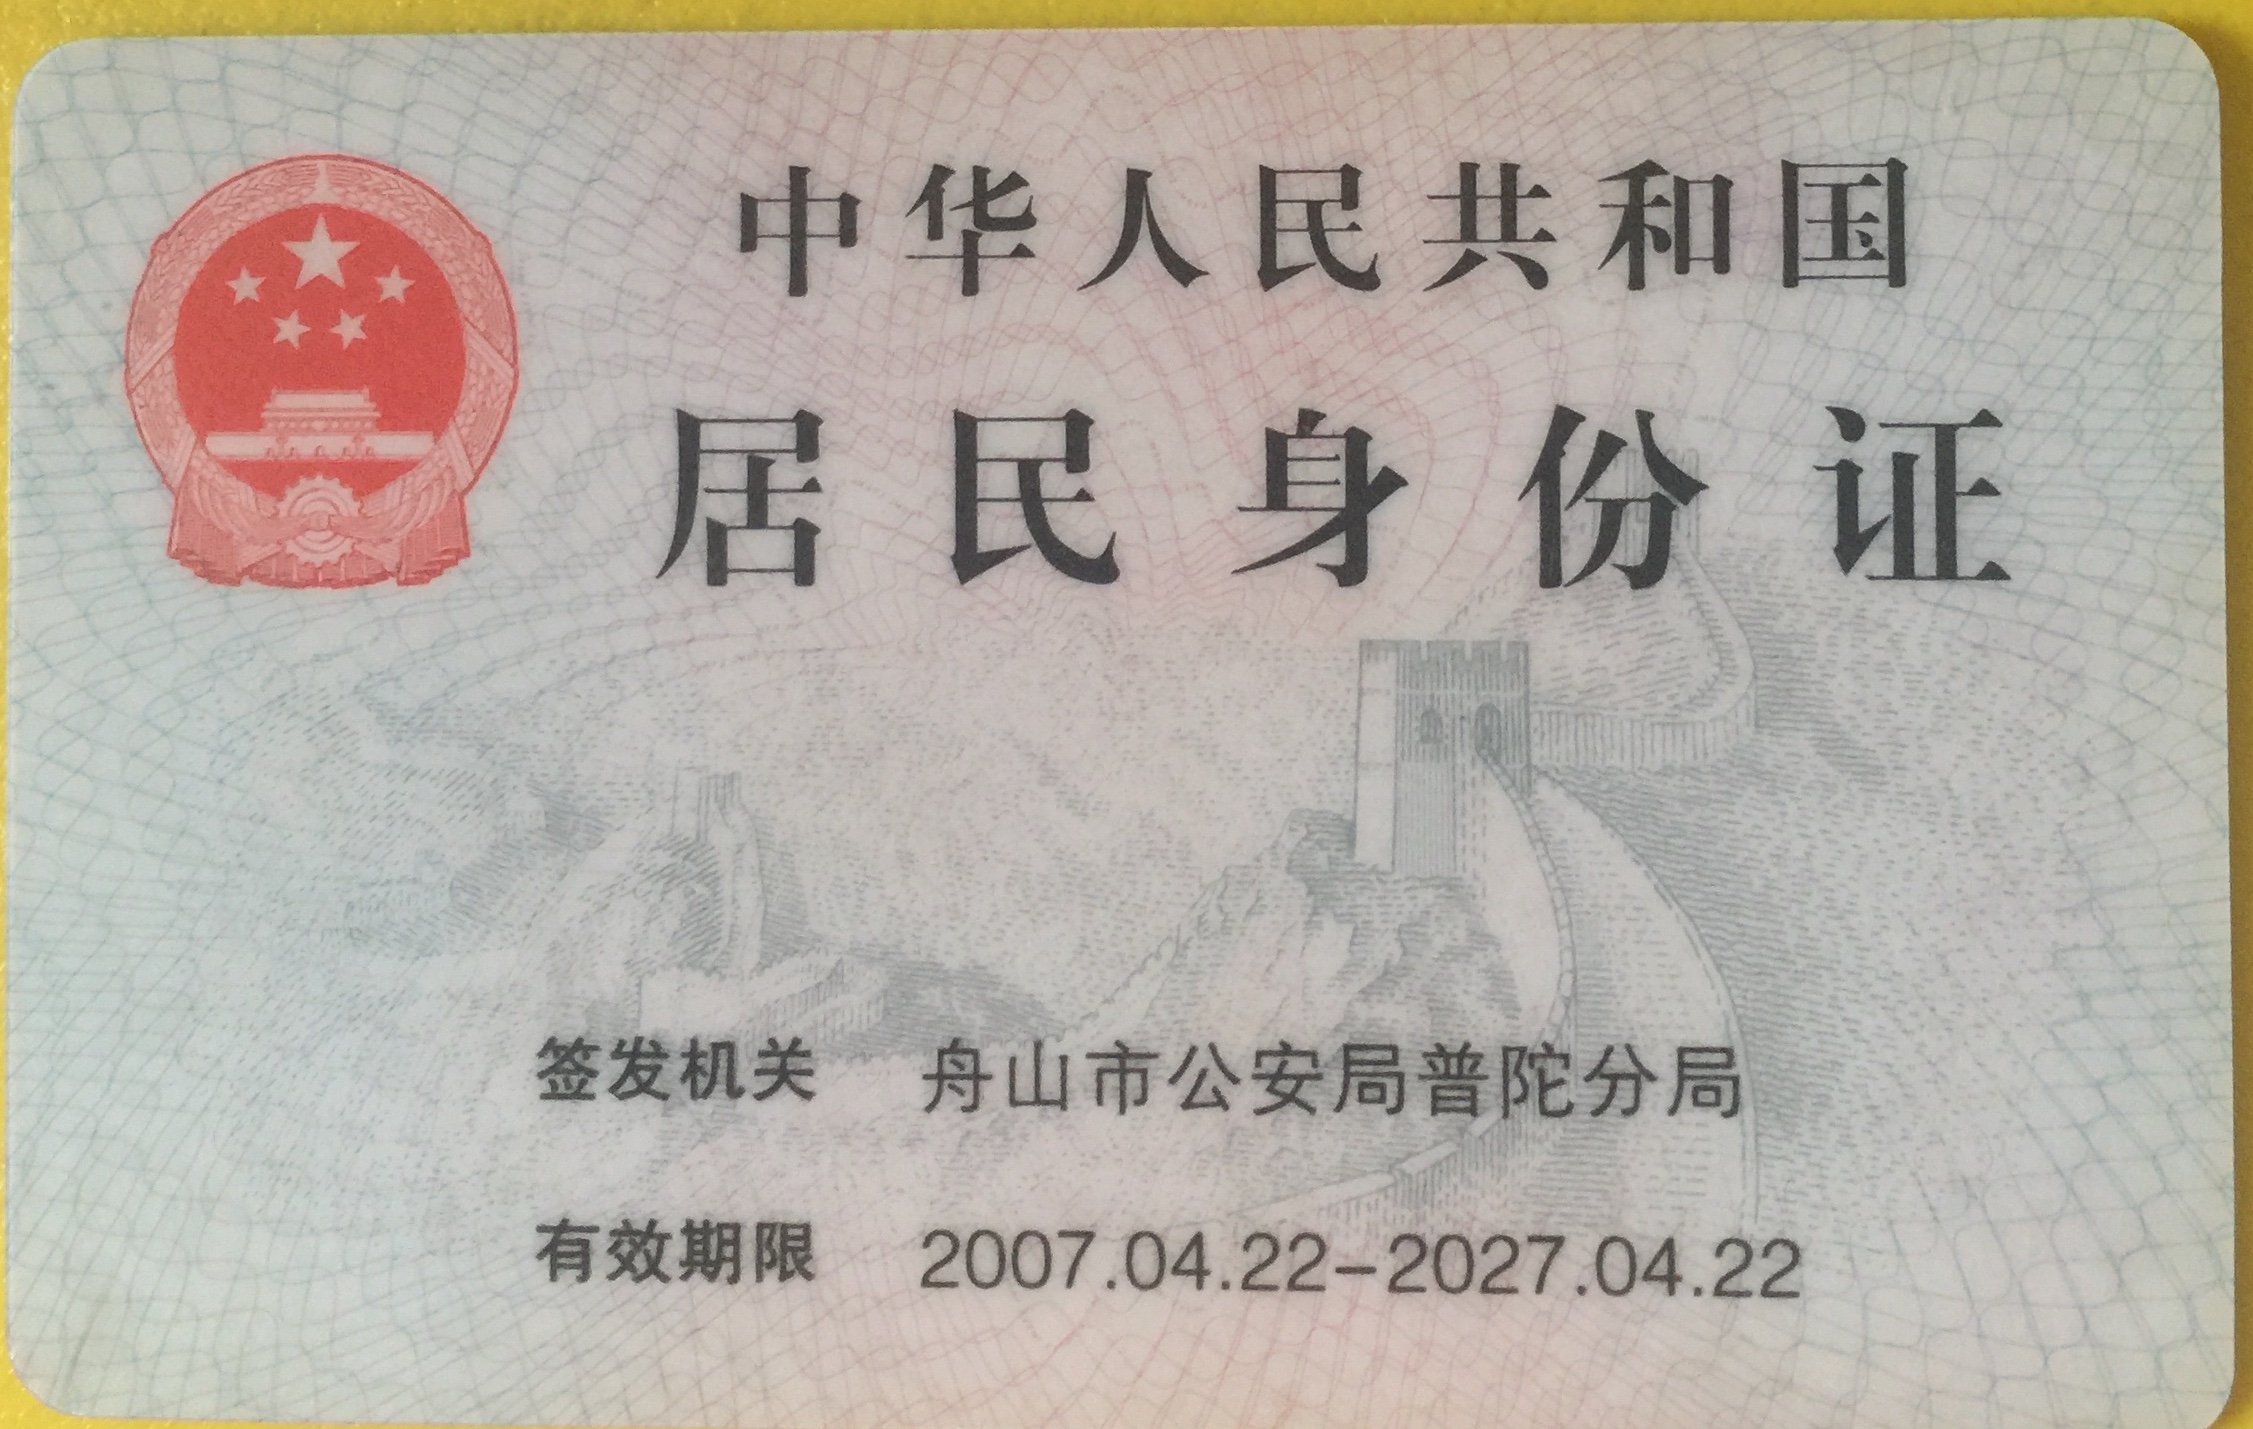 中华人民共和国
居民身份证
签发机关 舟山市公安局普陀分局
有效期限 2007.04.22-2027.04.22